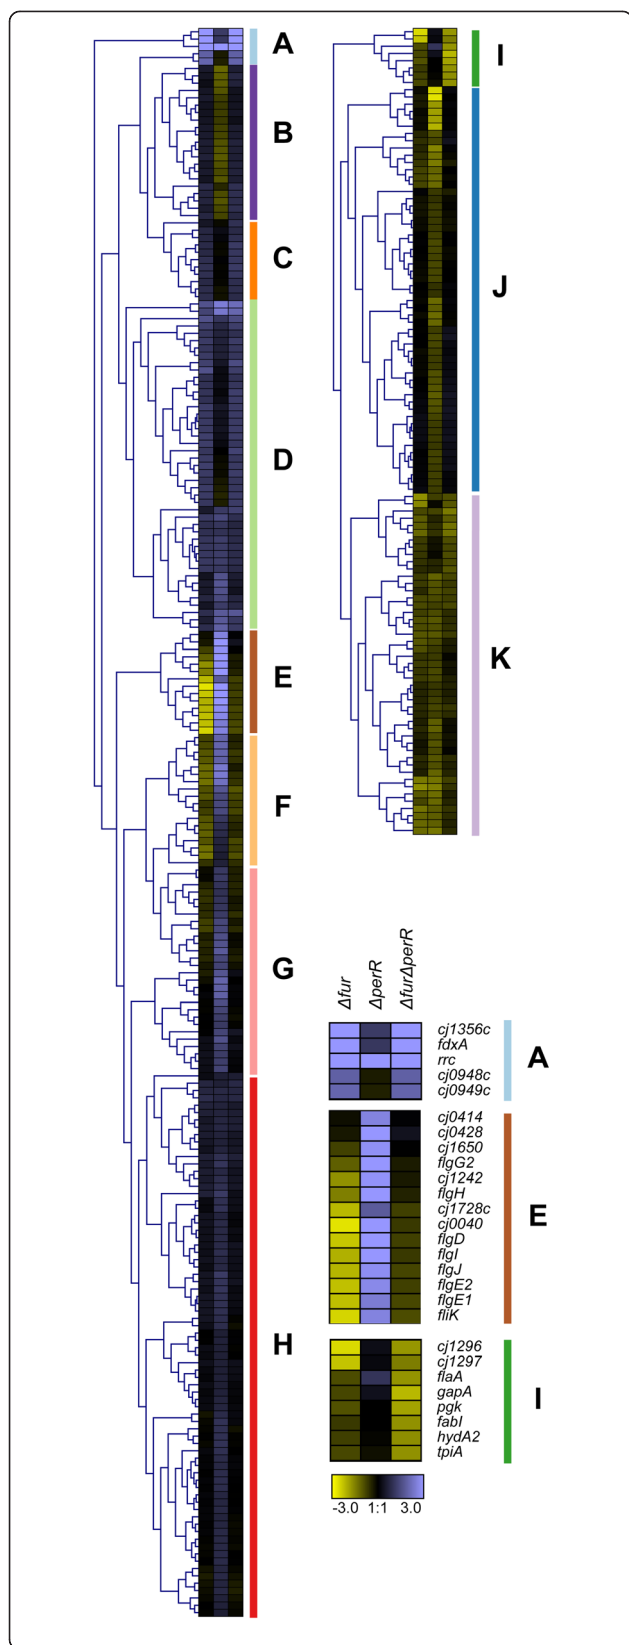 A
B
C
D
E
F
G
H
I
J
K
Δfur
ΔperR
ΔfurΔperR
cj1356c
fdxA
rrc
cj0948c
cj0949c
A
cj0414
cj0428
cj1650
flgG2
cj1242
flgH
cj1728c
cj0040
flgD
flgI
flgJ
flgE2
flgE1
fliK
E
cj1296
cj1297
flaA
gapA
pgk
fabI
hydA2
tpiA
I
-3.0 1:1 3.0